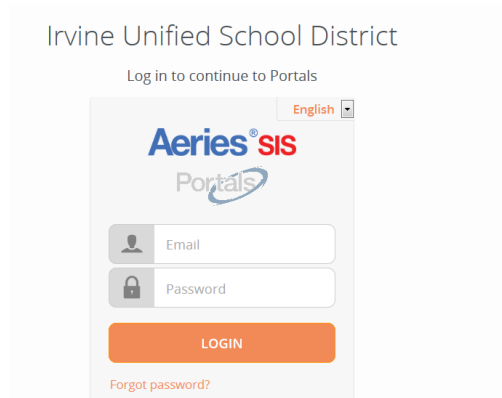 Irvine Unified School District
Log in to continue to Portals
English
Aeries®SIS
Portals
Email
Password
LOGIN
Forgot password?